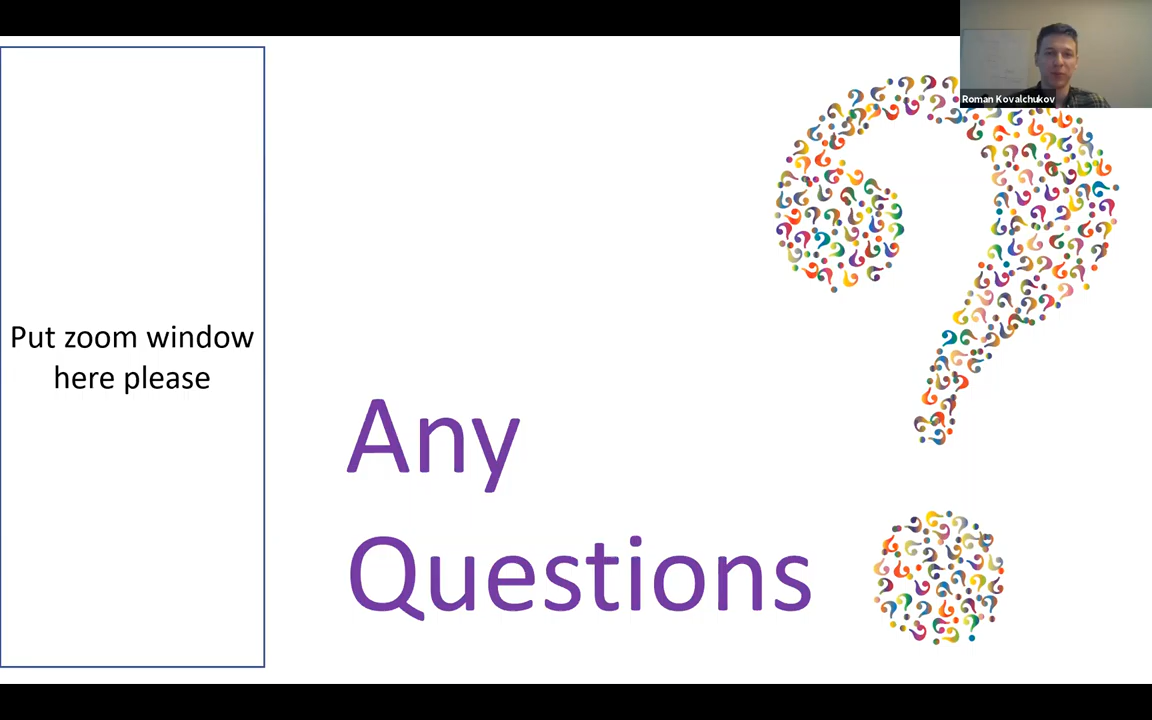 Roman Kovalchukov
Put zoom window
here please
Any
Questions